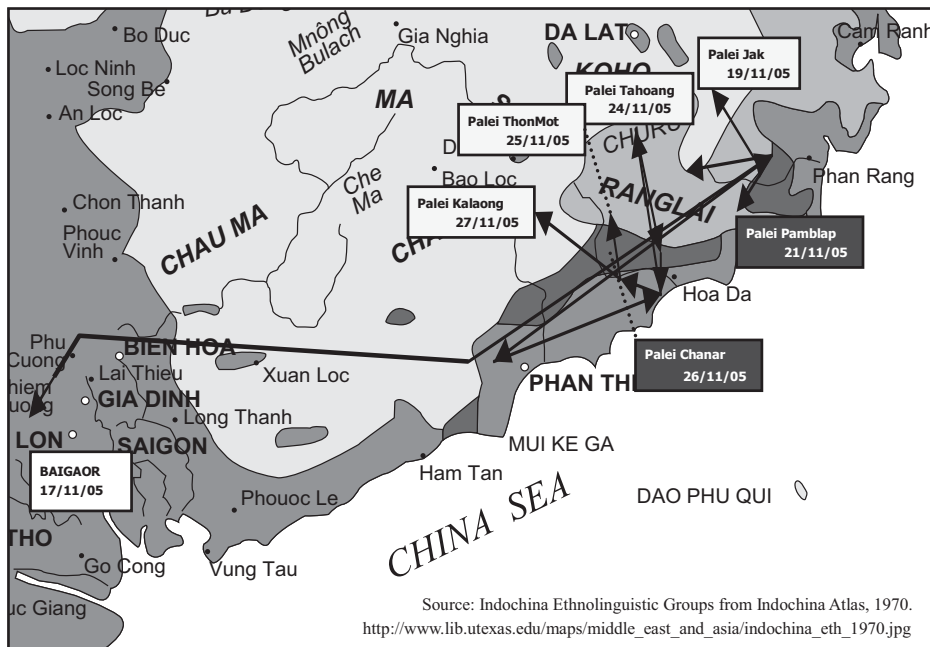 Bo Duc
Mnông
Bulach
Gia Nghia
DA LAT
Cam Ranh
Loc Ninh
Song Be
An Loc
MA
KOHO
Palei Jak
19/11/05
Palei Tahoang
24/11/05
Palei ThonMot
25/11/05
CHURU
Phan Rang
Bao Loc
Che
Ma
RANGLAI
Palei Kalaong
27/11/05
Chon Thanh
Phouc
Vinh
CHAU MA
Palei Pamblap
21/11/05
Hoa Da
Phu
Cuong
BIEN HOA
Lai Thieu
Xuan Loc
Palei Chanar
26/11/05
PHAN THI
GIA DINH
Long Thanh
LON
SAIGON
MUI KE GA
BAIGAOR
17/11/05
Ham Tan
Phouoc Le
DAO PHU QUI
CHINA SEA
THO
Go Cong
Vung Tau
uc Giang
Source: Indochina Ethnolinguistic Groups from Indochina Atlas, 1970.
http://www.lib.utexas.edu/maps/middle_east_and_asia/indochina_eth_1970.jpg